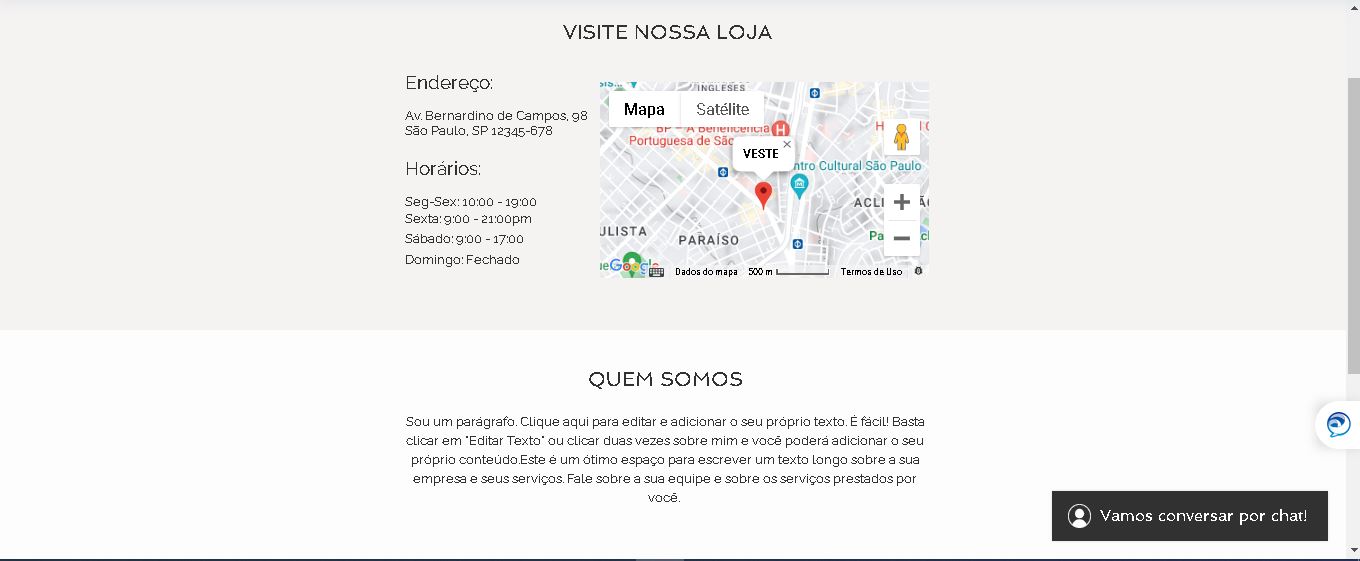 VISITE NOSSA LOJA
Endereço:
Av. Bernardino de Campos, 98
São Paulo, SP 12345-678
Horários:
Seg-Sex: 10:00 - 19:00
Sexta: 9:00 - 21:00pm
Sábado: 9:00 - 17:00
Domingo: Fechado
INGLESES
Mapa
Satélite
BP - A Beneficência
Portuguesa de São
VESTE
ntro Cultural São Paulo
ULISTA
PARAÍSO
Google
Dados do mapa
500 m
Termos de Uso
QUEM SOMOS
Sou um parágrafo. Clique aqui para editar e adicionar o seu próprio texto. É fácil! Basta
clicar em "Editar Texto" ou clicar duas vezes sobre mim e você poderá adicionar o seu
próprio conteúdo.Este é um ótimo espaço para escrever um texto longo sobre a sua
empresa e seus serviços. Fale sobre a sua equipe e sobre os serviços prestados por
você.
Vamos conversar por chat!